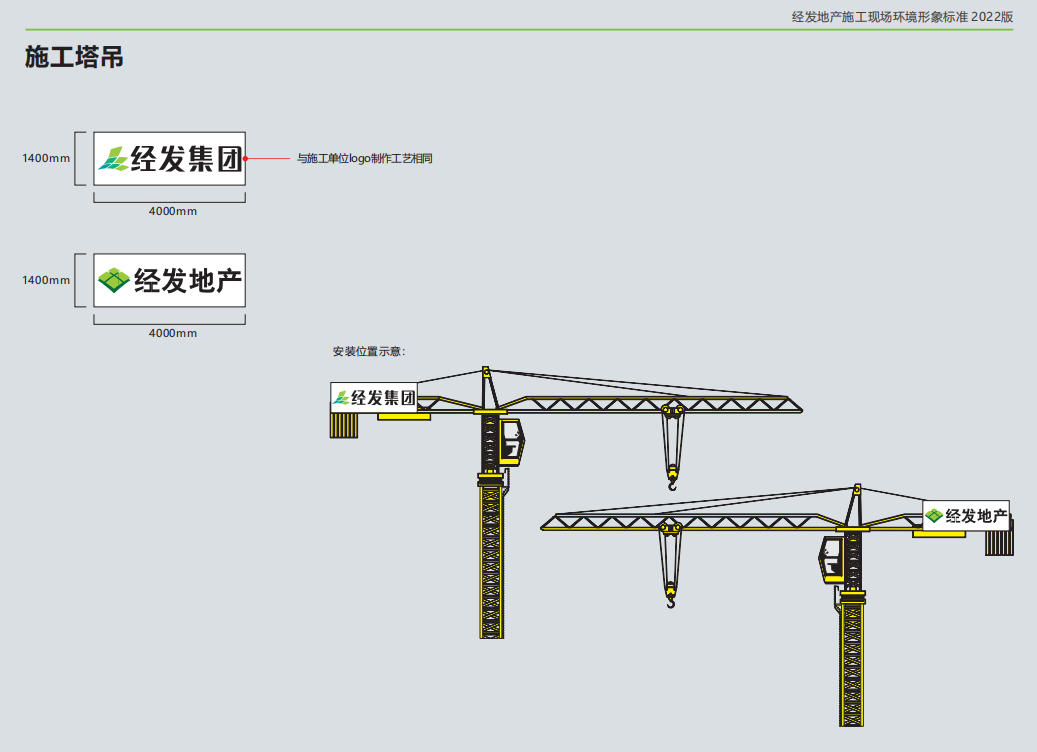 经发地产施工现场环境形象标准 2022版
施工塔吊
1400mm
经发集团
与施工单位logo制作工艺相同
4000mm
1400mm
经发地产
4000mm
安装位置示意：
经发集团
经发地产